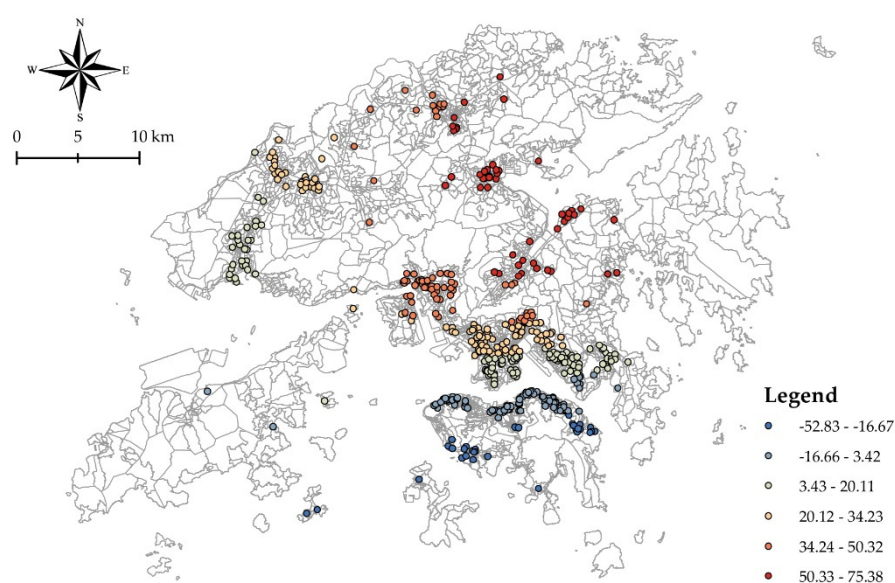 N
W E
S
0 5 10 km
Legend
-52.83 - -16.67
-16.66 - 3.42
3.43 - 20.11
20.12 - 34.23
34.24 - 50.32
50.33 - 75.38